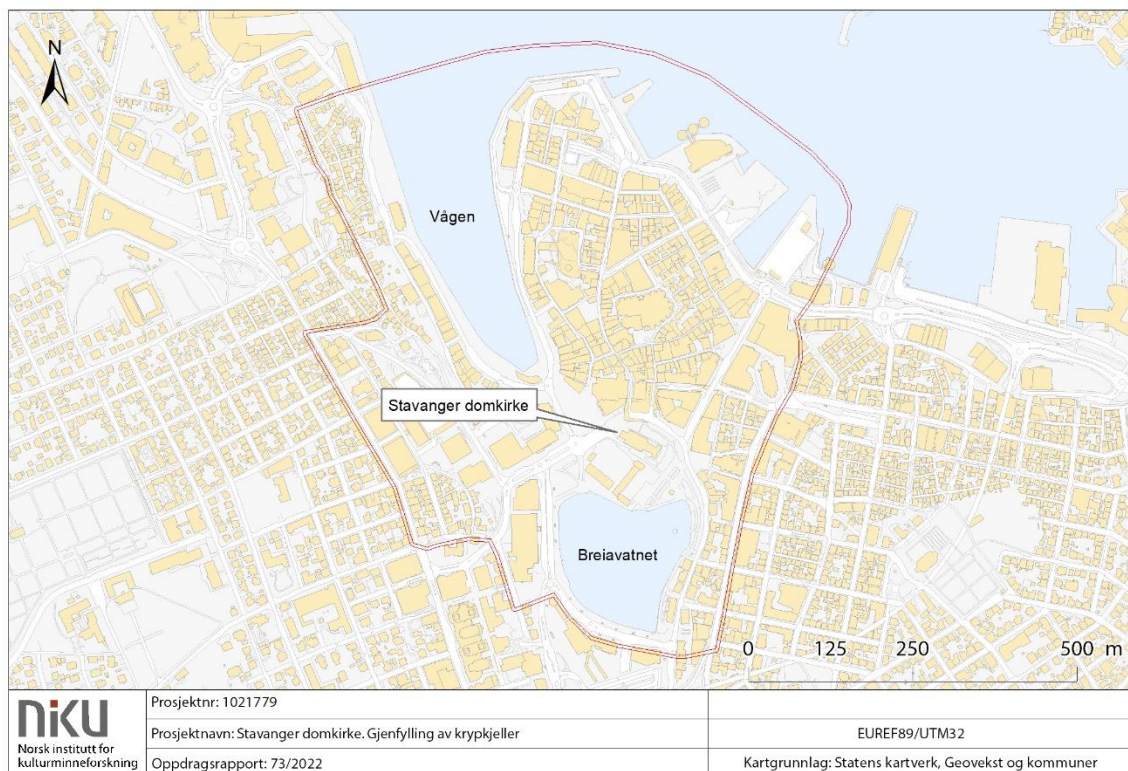 N
Vågen
Stavanger domkirke
Breiavatnet
0 125 250 500 m
niku
Norsk institutt for
kulturminneforskning
Prosjektnr: 1021779
Prosjektnavn: Stavanger domkirke. Gjenfylling av krypkjeller
Oppdragsrapport: 73/2022
EUREF89/UTM32
Kartgrunnlag: Statens kartverk, Geovekst og kommuner